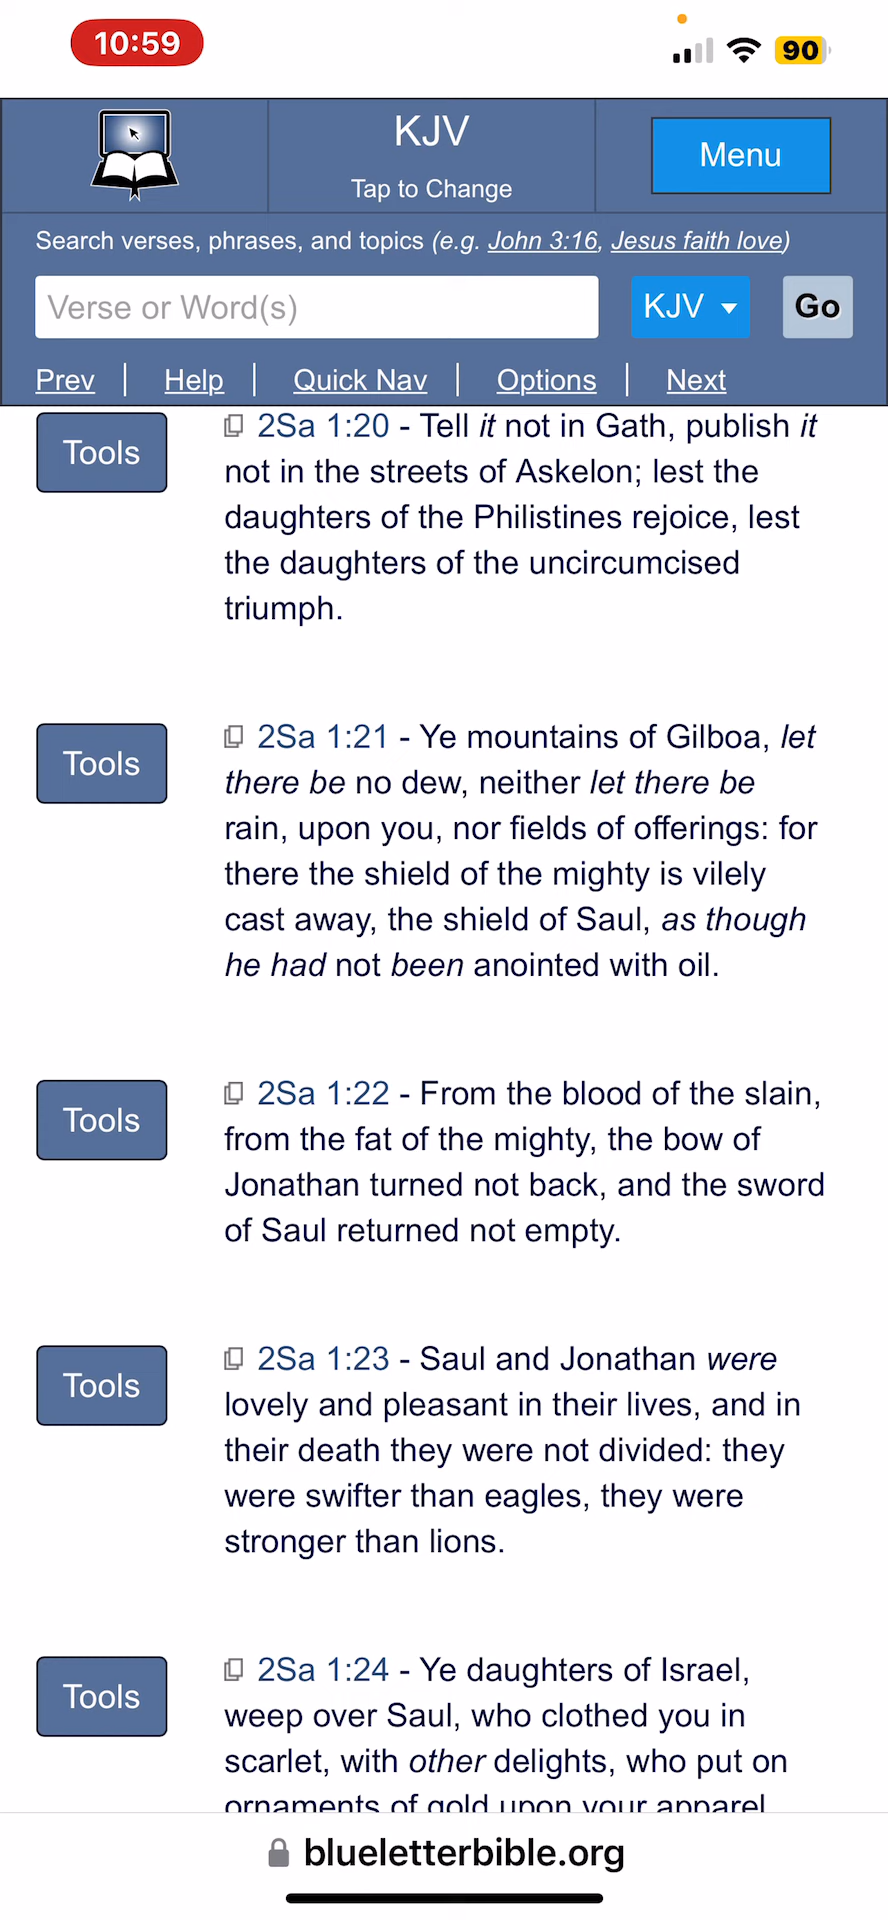 10:59
90
KJV
Tap to Change
Menu
Search verses, phrases, and topics (e.g. John 3:16, Jesus faith love)
Verse or Word(s)
KJV
Go
Prev | Help | Quick Nav | Options | Next
Tools
2Sa 1:20 - Tell it not in Gath, publish it
not in the streets of Askelon; lest the
daughters of the Philistines rejoice, lest
the daughters of the uncircumcised
triumph.
Tools
2Sa 1:21 - Ye mountains of Gilboa, let
there be no dew, neither let there be
rain, upon you, nor fields of offerings: for
there the shield of the mighty is vilely
cast away, the shield of Saul, as though
he had not been anointed with oil.
Tools
2Sa 1:22 - From the blood of the slain,
from the fat of the mighty, the bow of
Jonathan turned not back, and the sword
of Saul returned not empty.
Tools
2Sa 1:23 - Saul and Jonathan were
lovely and pleasant in their lives, and in
their death they were not divided: they
were swifter than eagles, they were
stronger than lions.
Tools
2Sa 1:24 - Ye daughters of Israel,
weep over Saul, who clothed you in
scarlet, with other delights, who put on
ornaments of gold upon your apparel
blueletterbible.org